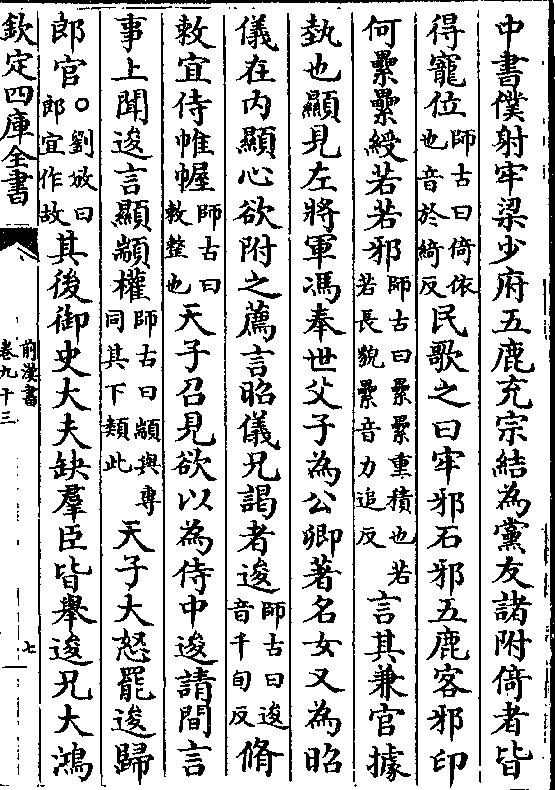 中書僕射牢梁少府五鹿充宗結為黨友諸附倚者皆
得寵位師古曰倚依也音於綺反民歌之曰牢邪石邪五鹿客邪印
何纍纍綬若若邪師古曰纍纍重積也若若長貌纍音力追反言其兼官據
埶也顯見左將軍馮奉世父子為公卿著名女又為昭
儀在内顯心欲附之薦言昭儀兄謁者逡師古曰逡音千旬反脩
敕宜侍帷幄師古曰敕整也天子召見欲以為侍中逡請間言
事上聞逡言顯顓權師古曰顓與專同其下類此天子大怒罷逡歸
郎官○劉攽曰郎宜作故其後御史大夫缺羣臣皆舉逡兄大鴻
欽定四庫全書
前漢書
卷九十三
七